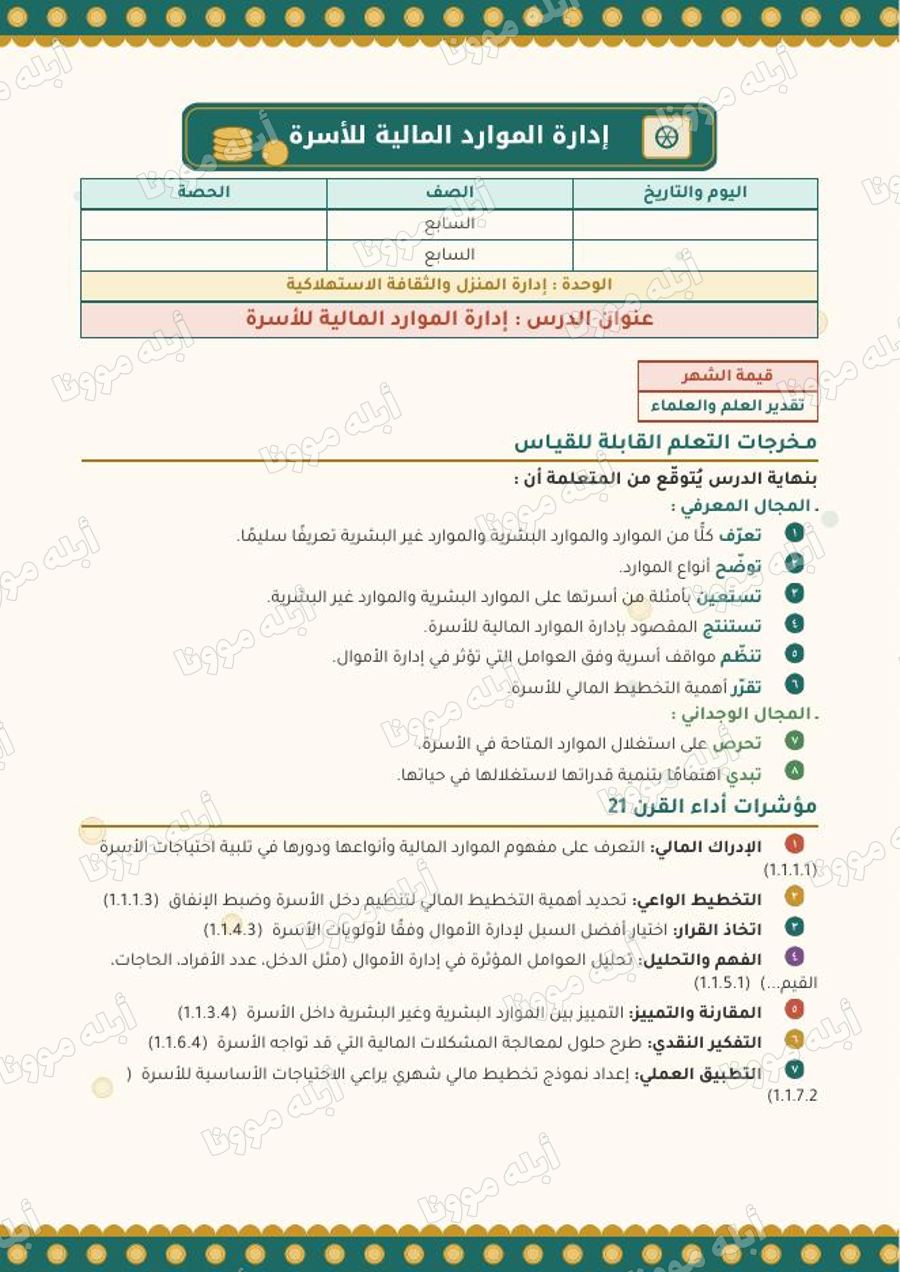 إدارة الموارد المالية للأسرة
اليوم والتاريخ الصف الحصة
السابع
السابع
الوحدة : إدارة المنزل والثقافة الاستهلاكية
عنوان الدرس : إدارة الموارد المالية للأسرة
قيمة الشهر
تقدير العلم والعلماء
مخرجات التعلم القابلة للقياس
بنهاية الدرس يُتوقّع من المتعلمة أن :
. المجال المعرفي :
١ تعرّف كلًّا من الموارد والموارد البشرية والموارد غير البشرية تعريفًا سليمًا.
٢ توضّح أنواع الموارد.
٣ تستعين بأمثلة من أسرتها على الموارد البشرية والموارد غير البشرية.
٤ تستنتج المقصود بإدارة الموارد المالية للأسرة.
٥ تنظّم مواقف أسرية وفق العوامل التي تؤثر في إدارة الأموال.
٦ تقرّر أهمية التخطيط المالي للأسرة.
. المجال الوجداني :
٧ تحرص على استغلال الموارد المتاحة في الأسرة.
٨ تبدي اهتمامًا بتنمية قدراتها لاستغلالها في حياتها.
مؤشرات أداء القرن 21
١ الإدراك المالي: التعرف على مفهوم الموارد المالية وأنواعها ودورها في تلبية احتياجات الأسرة
(1.1.1.1)
٢ التخطيط الواعي: تحديد أهمية التخطيط المالي لتنظيم دخل الأسرة وضبط الإنفاق (1.1.1.3)
٣ اتخاذ القرار: اختيار أفضل السبل لإدارة الأموال وفقًا لأولويات الأسرة (1.1.4.3)
٤ الفهم والتحليل: تحليل العوامل المؤثرة في إدارة الأموال (مثل الدخل، عدد الأفراد، الحاجات،
القيم...) (1.1.5.1)
٥ المقارنة والتمييز: التمييز بين الموارد البشرية وغير البشرية داخل الأسرة (1.1.3.4)
٦ التفكير النقدي: طرح حلول لمعالجة المشكلات المالية التي قد تواجه الأسرة (1.1.6.4)
٧ التطبيق العملي: إعداد نموذج تخطيط مالي شهري يراعي الاحتياجات الأساسية للأسرة (
1.1.7.2)
أبله موونا